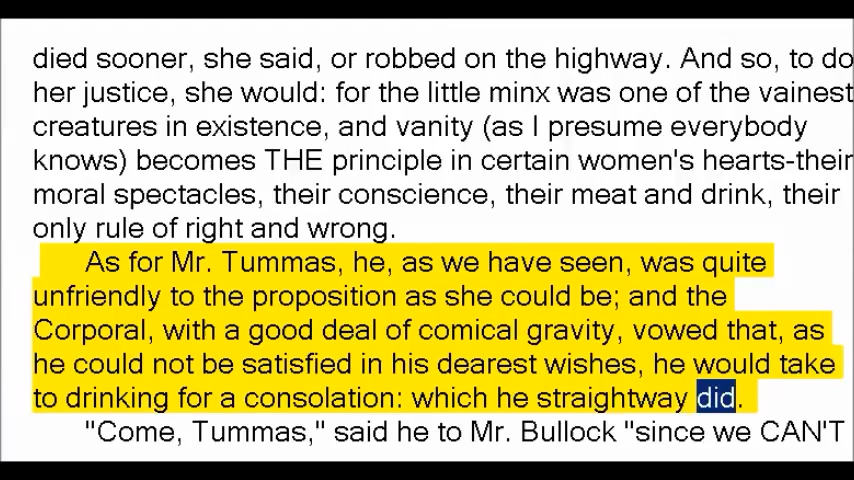 died sooner, she said, or robbed on the highway. And so, to do
her justice, she would: for the little minx was one of the vainest
creatures in existence, and vanity (as I presume everybody
knows) becomes THE principle in certain women's hearts-their
moral spectacles, their conscience, their meat and drink, their
only rule of right and wrong.
As for Mr. Tummas, he, as we have seen, was quite
unfriendly to the proposition as she could be; and the
Corporal, with a good deal of comical gravity, vowed that, as
he could not be satisfied in his dearest wishes, he would take
to drinking for a consolation: which he straightway did.
"Come, Tummas," said he to Mr. Bullock "since we CAN'T